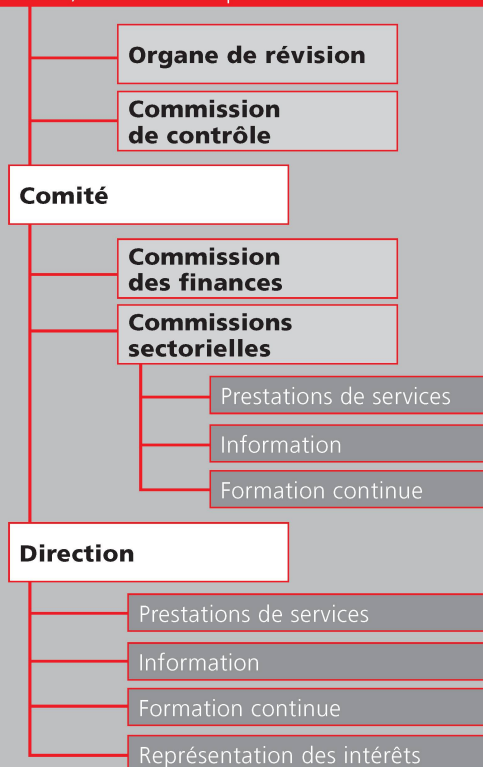 Organe de révision
Commission
de contrôle
Comité
Commission
des finances
Commissions
sectorielles
Prestations de services
Information
Formation continue
Direction
Prestations de services
Information
Formation continue
Représentation des intérêts